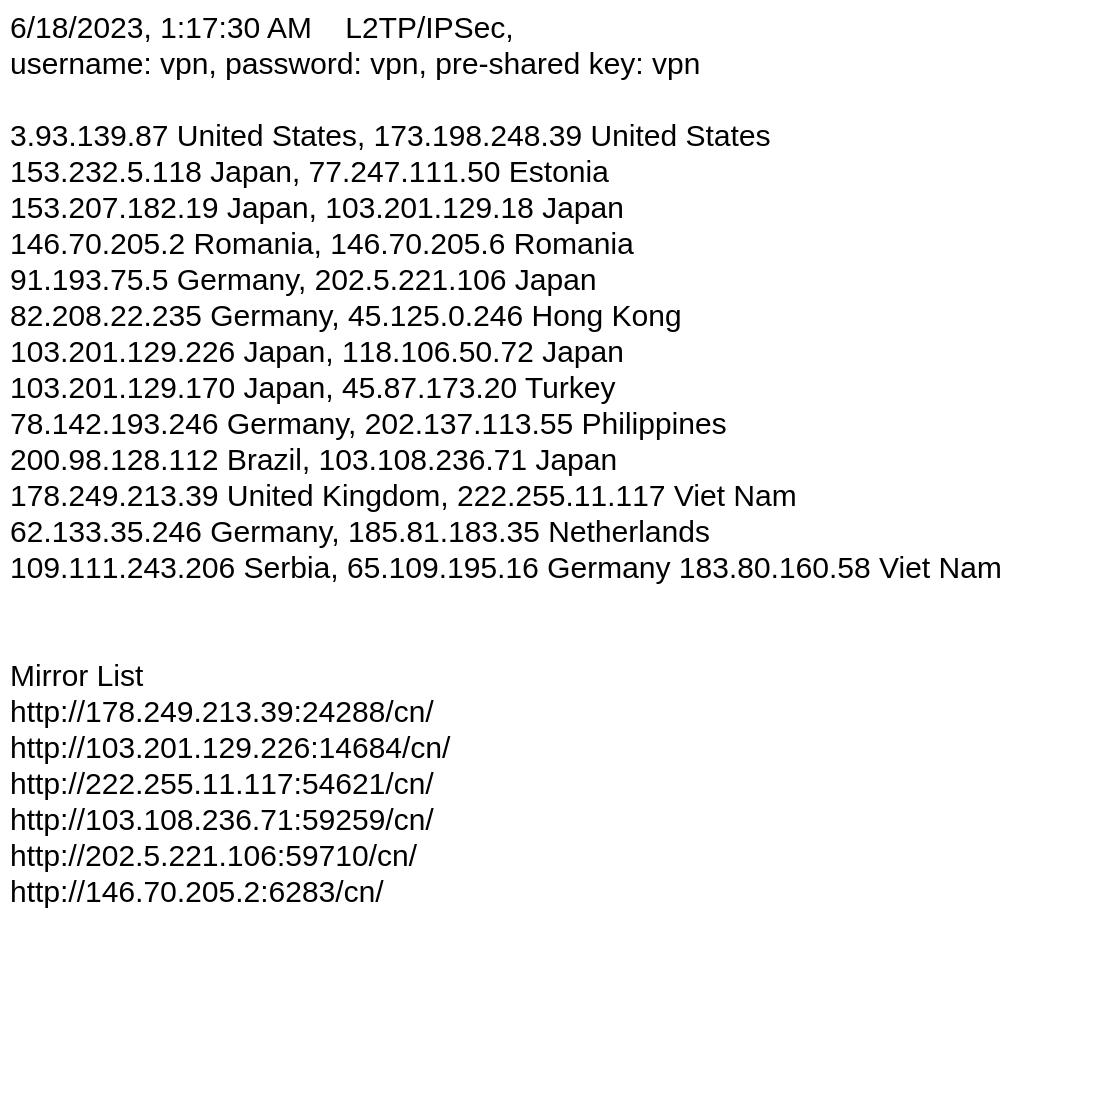 6/18/2023, 1:17:30 AM    L2TP/IPSec,
username: vpn, password: vpn, pre-shared key: vpn
3.93.139.87 United States, 173.198.248.39 United States
153.232.5.118 Japan, 77.247.111.50 Estonia
153.207.182.19 Japan, 103.201.129.18 Japan
146.70.205.2 Romania, 146.70.205.6 Romania
91.193.75.5 Germany, 202.5.221.106 Japan
82.208.22.235 Germany, 45.125.0.246 Hong Kong
103.201.129.226 Japan, 118.106.50.72 Japan
103.201.129.170 Japan, 45.87.173.20 Turkey
78.142.193.246 Germany, 202.137.113.55 Philippines
200.98.128.112 Brazil, 103.108.236.71 Japan
178.249.213.39 United Kingdom, 222.255.11.117 Viet Nam
62.133.35.246 Germany, 185.81.183.35 Netherlands
109.111.243.206 Serbia, 65.109.195.16 Germany 183.80.160.58 Viet Nam
Mirror List
http://178.249.213.39:24288/cn/
http://103.201.129.226:14684/cn/
http://222.255.11.117:54621/cn/
http://103.108.236.71:59259/cn/
http://202.5.221.106:59710/cn/
http://146.70.205.2:6283/cn/